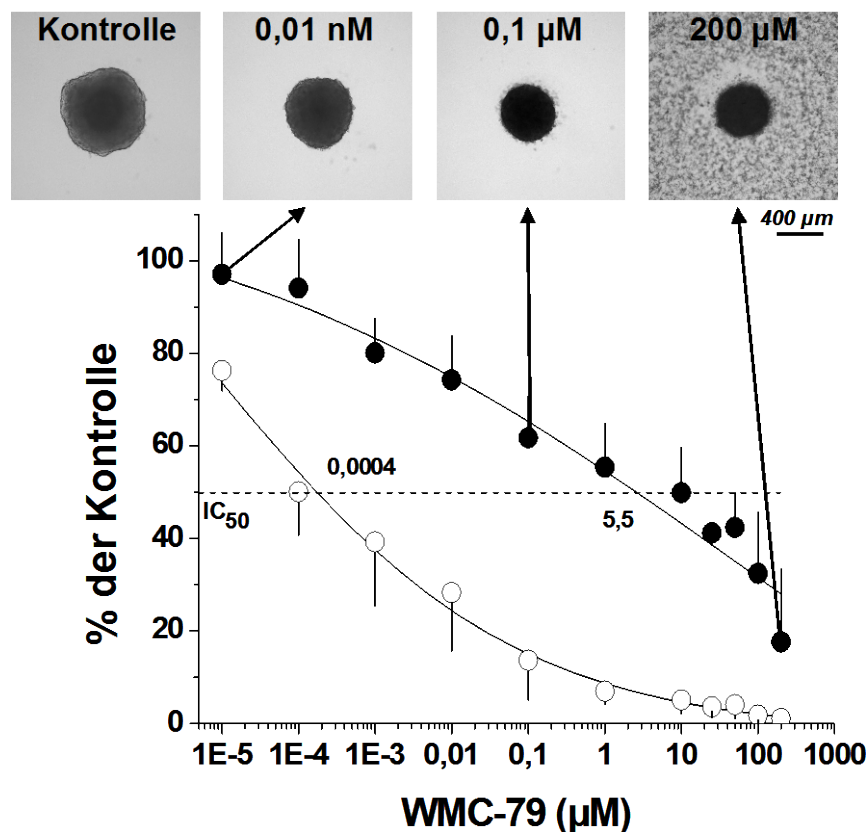 Kontrolle
0,01 nM
0,1 µM
200 µM
400 µm
100
80
60
40
20
0
% der Kontrolle
0,0004
IC50
5,5
1E-5
1E-4
1E-3
0,01
0,1
1
10
100
1000
WMC-79 (µM)